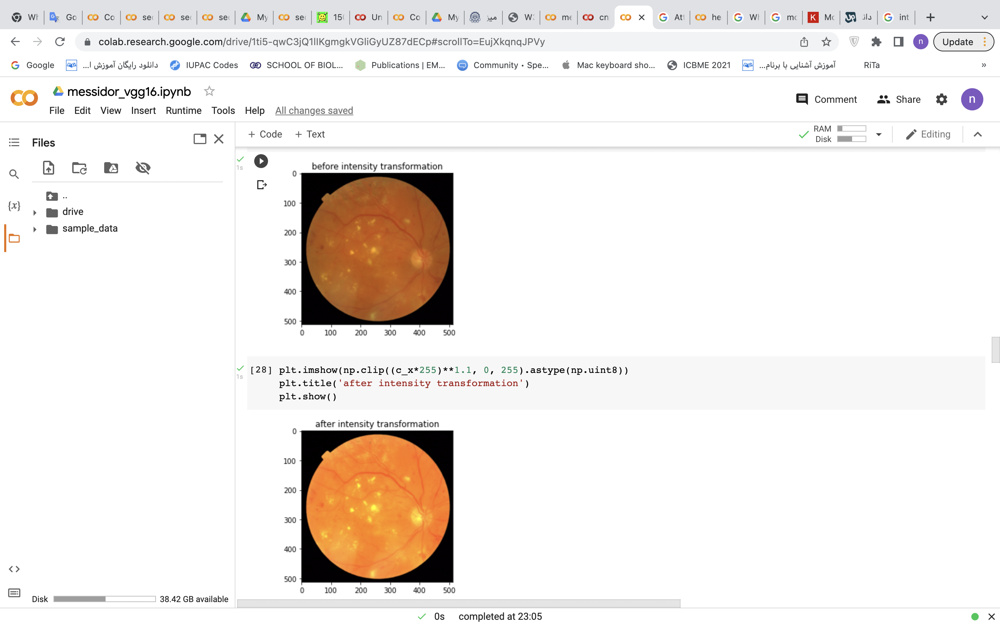 Wh Go Co sec sec sec My sec 150 Un Co My میز W3 me cn At he Wh mo K Mo داد int
colab.research.google.com/drive/1ti5-qwC3jQ1lIKgmgkVGliGyUZ87dECp#scrollTo=EujXkqnqJPVy n Update
Google دانلود رایگان آموزش ا... IUPAC Codes SCHOOL OF BIOL... Publications | EM... Community • Spe... Mac keyboard sho... ICBME 2021 آموزش آشنایی با برنام... RiTa »
messidor_vgg16.ipynb
Comment Share n
File Edit View Insert Runtime Tools Help All changes saved
Files
+ Code + Text
RAM
Disk
Editing
..
drive
sample_data
{x}
1s
before intensity transformation
0
100
200
300
400
500
0 100 200 300 400 500
1s
[28] plt.imshow(np.clip((c_x*255)**1.1, 0, 255).astype(np.uint8))
plt.title('after intensity transformation')
plt.show()
after intensity transformation
0
100
200
300
400
500
0 100 200 300 400 500
Disk 38.42 GB available
0s completed at 23:05